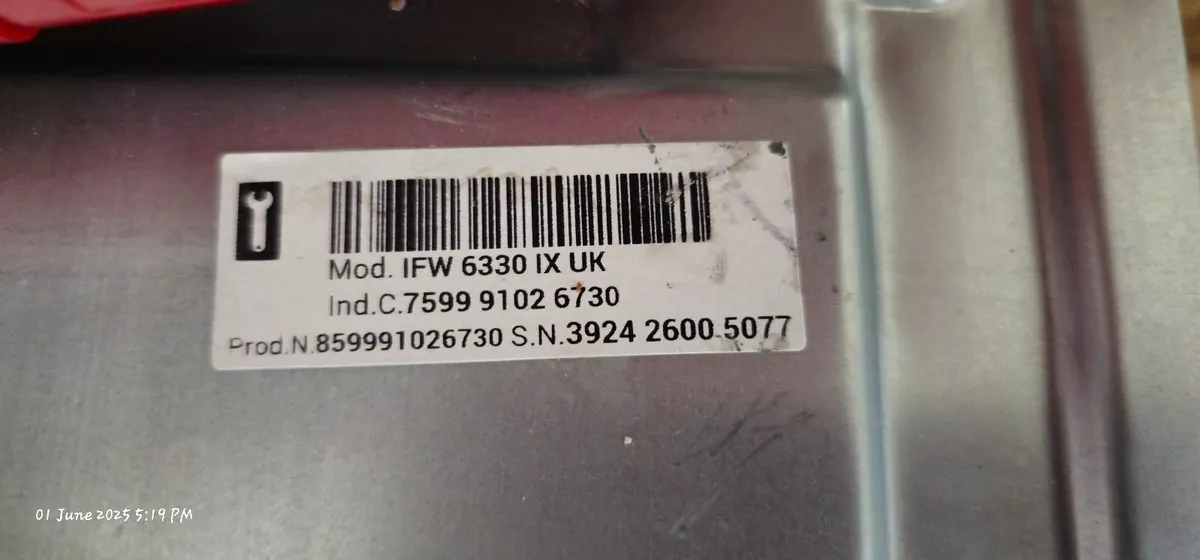 Mod. IFW 6330 IX UK
Ind.C.7599 9102 6730
Prod.N.859991026730 S.N.3924 2600 5077
01 June 2025 5:19 PM